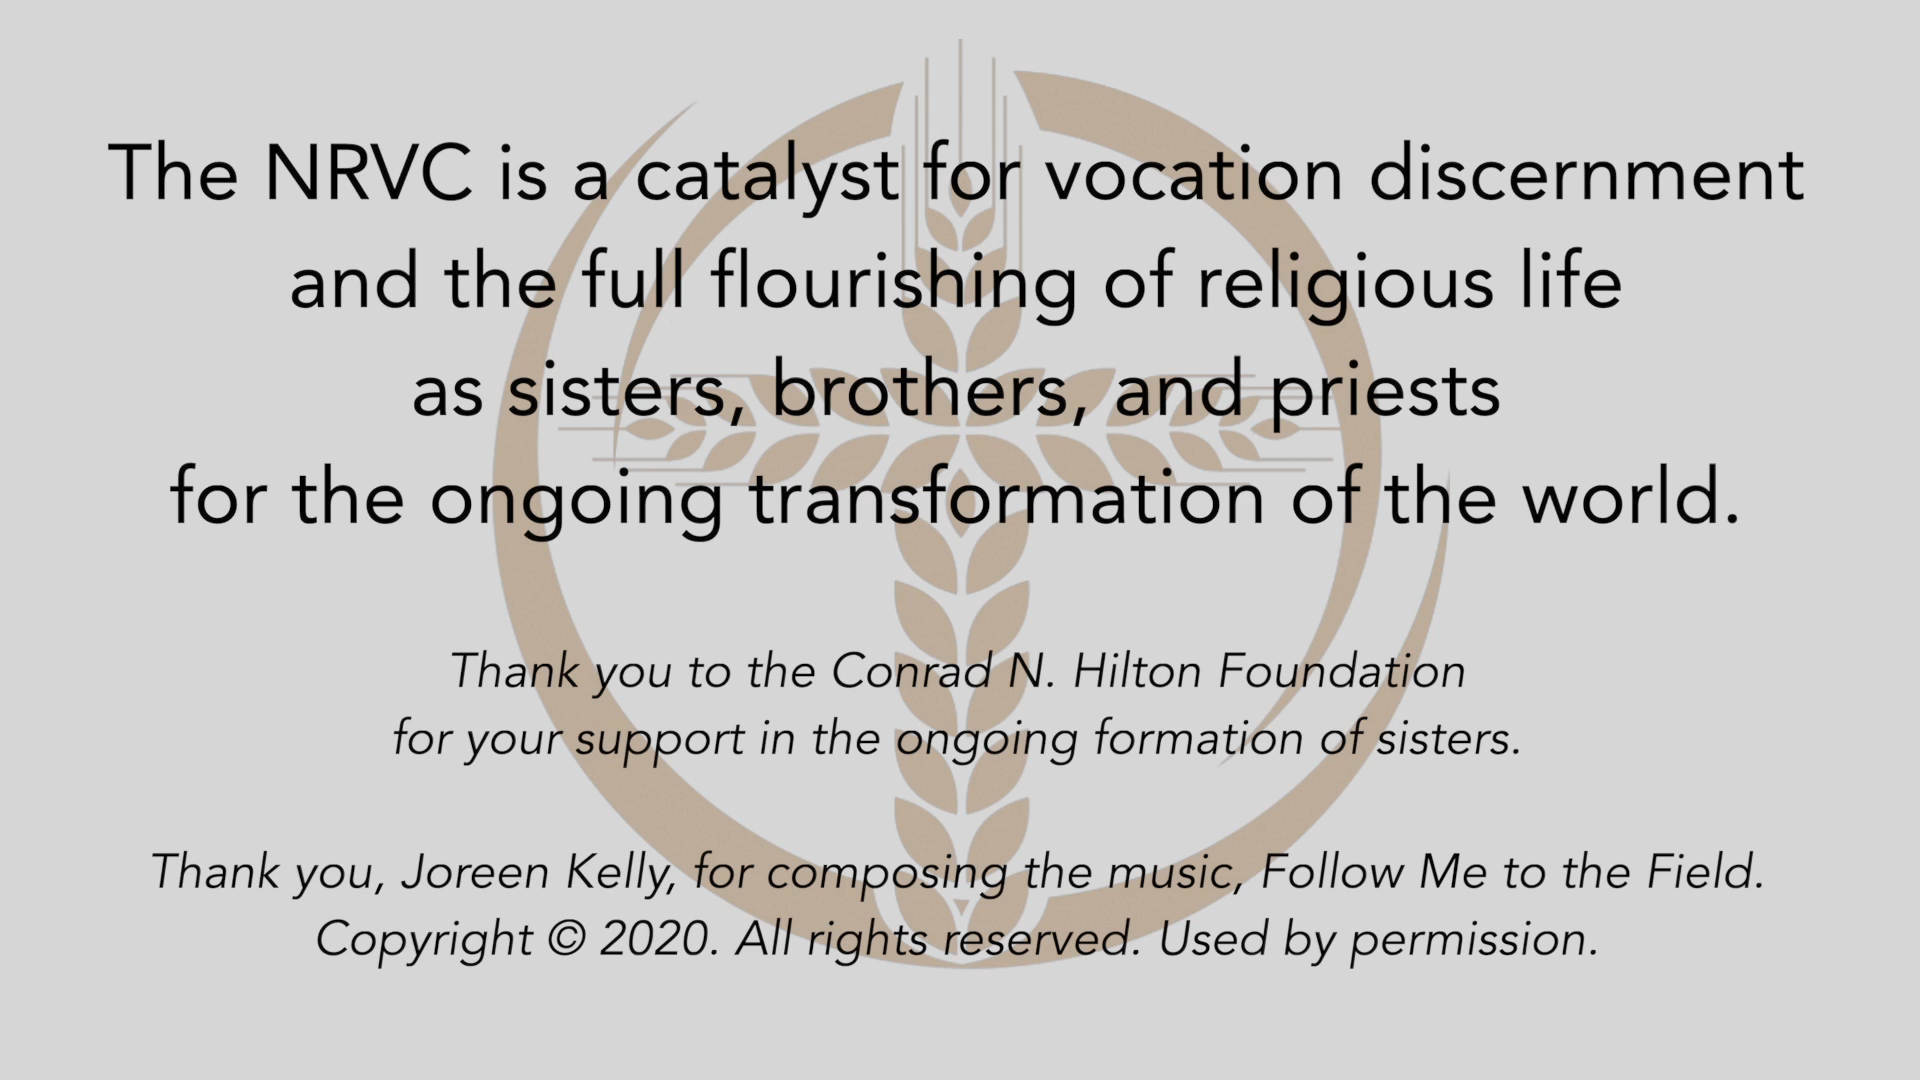 The NRVC is a catalyst for vocation discernment
and the full flourishing of religious life
as sisters, brothers, and priests
for the ongoing transformation of the world.
Thank you to the Conrad N. Hilton Foundation
for your support in the ongoing formation of sisters.
Thank you, Joreen Kelly, for composing the music, Follow Me to the Field.
Copyright © 2020. All rights reserved. Used by permission.